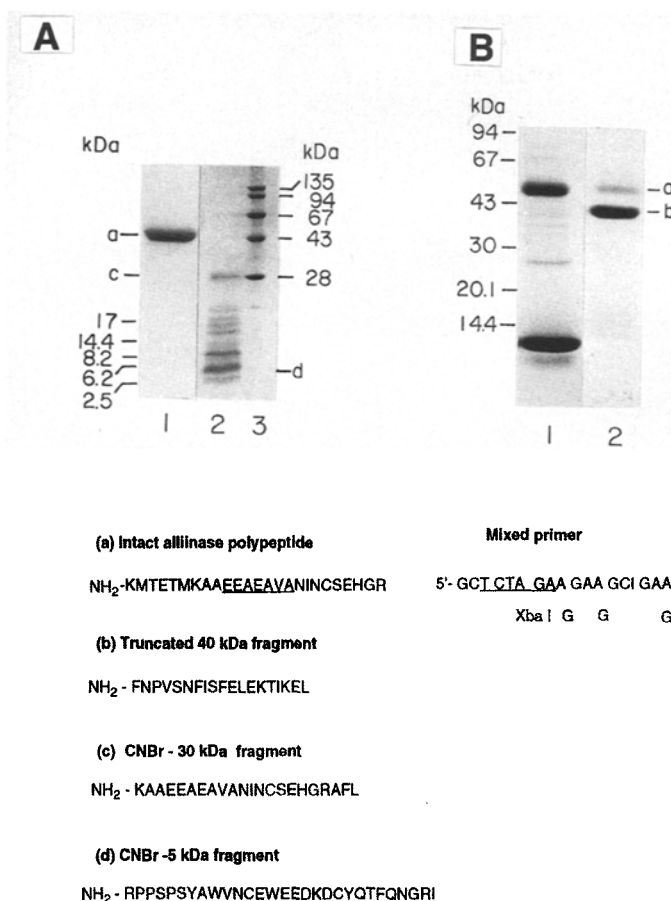 A
B
kDa
kDa
a
c
17
14.4
8.2
6.2
2.5
135
94
67
43
28
d
1 2 3
kDa
94
67
43
30
20.1
14.4
a
b
1 2
(a) Intact alliinase polypeptide
Mixed primer
NH2-KMTETMKAAEEAEAVANINCSEHGR
5'- GCT CTA GAA GAA GCI GAA
Xba I G G G
(b) Truncated 40 kDa fragment
NH2 - FNPVSNFISFELEKTIKEL
(c) CNBr - 30 kDa fragment
NH2 - KAAEEAEAVANINCSEHGRAFL
(d) CNBr -5 kDa fragment
NH2 - RPPSPSYAWVNCEWEEDKDCYQTFQNGRI